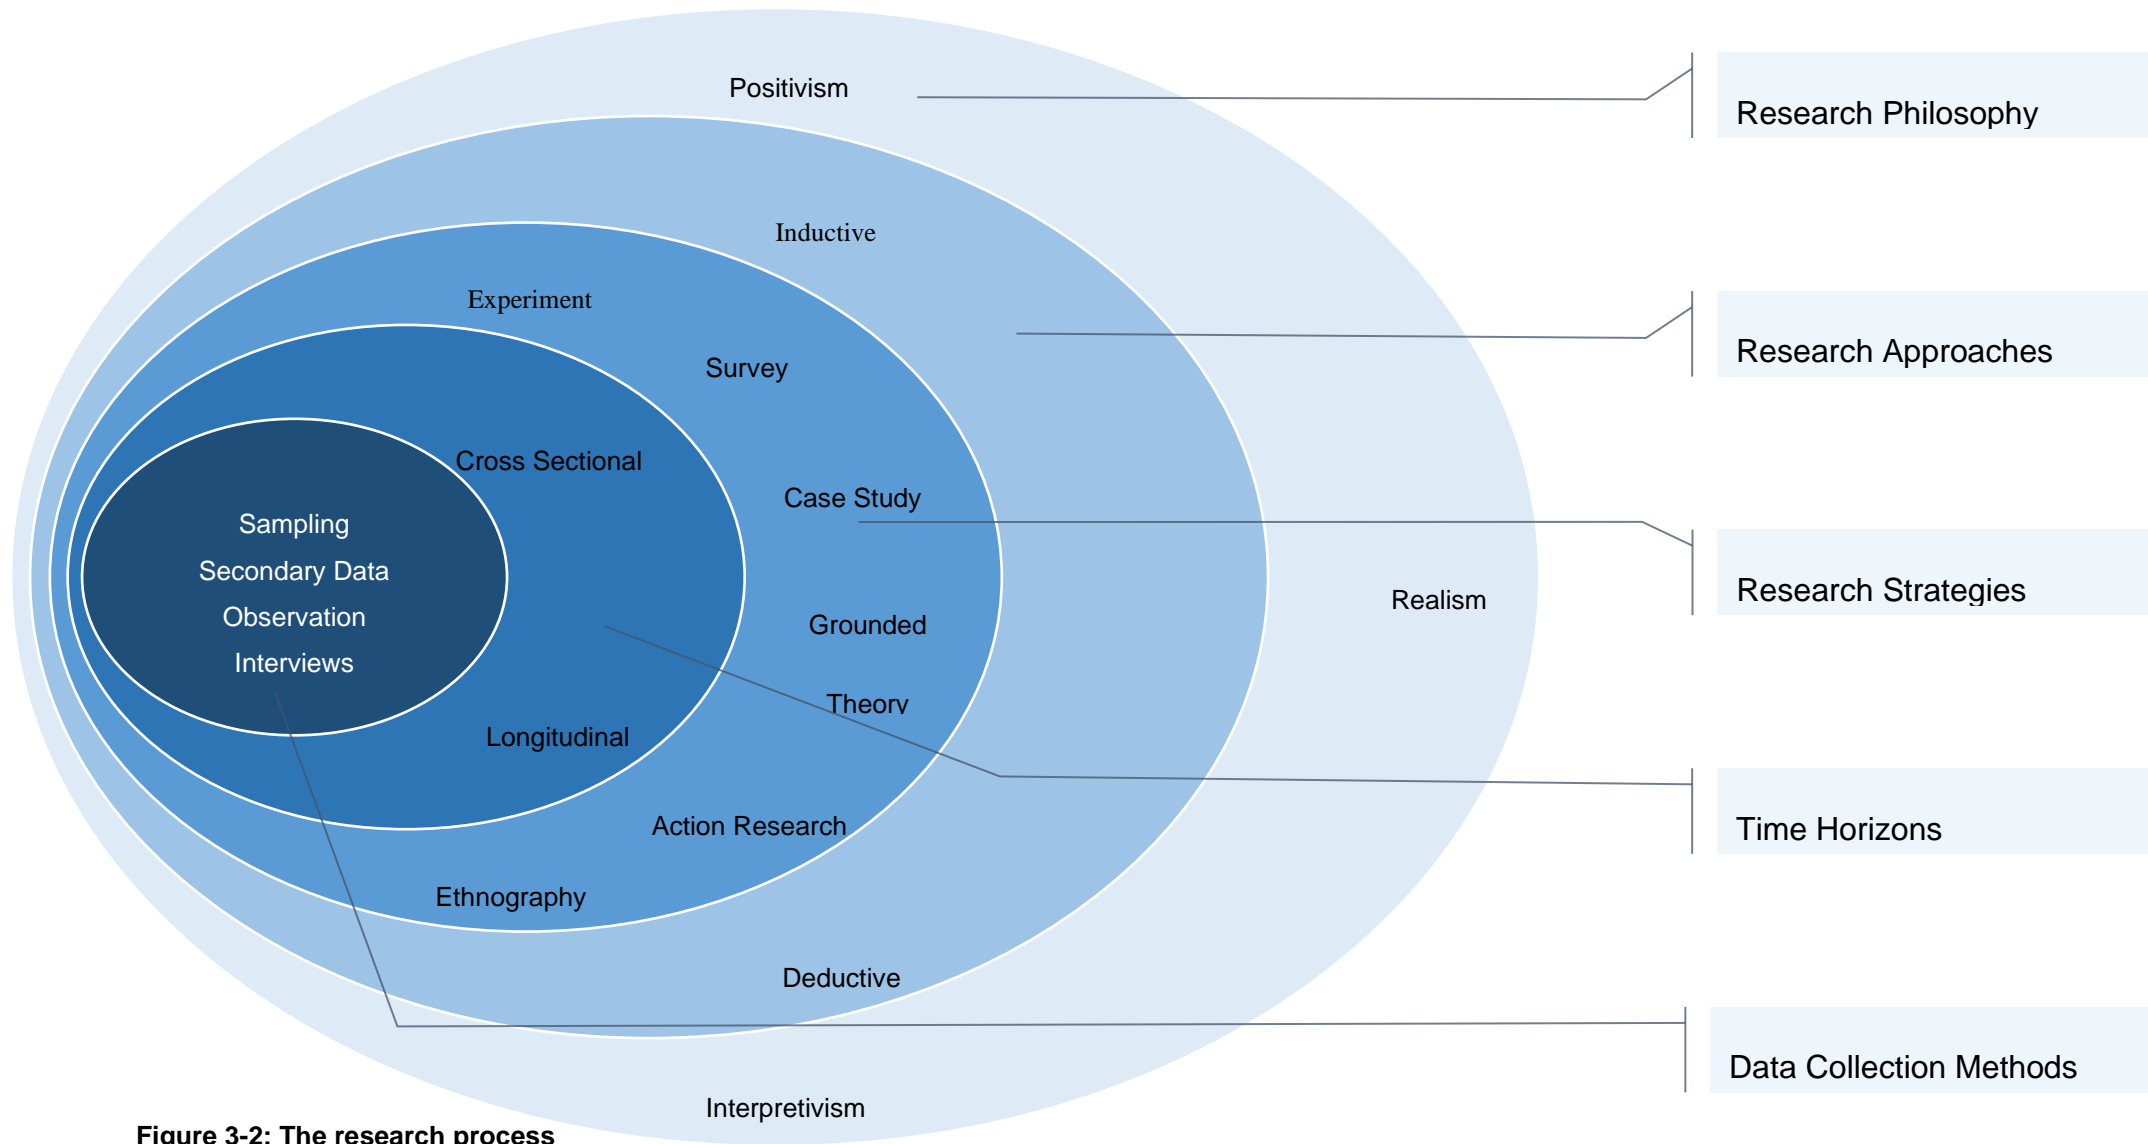 Positivism
Research Philosophy
Inductive
Experiment
Research Approaches
Survey
Cross Sectional
Case Study
Sampling
Secondary Data
Observation
Interviews
Research Strategies
Realism
Grounded
Theory
Longitudinal
Action Research
Time Horizons
Ethnography
Deductive
Data Collection Methods
Interpretivism
Figure 3-2: The research process